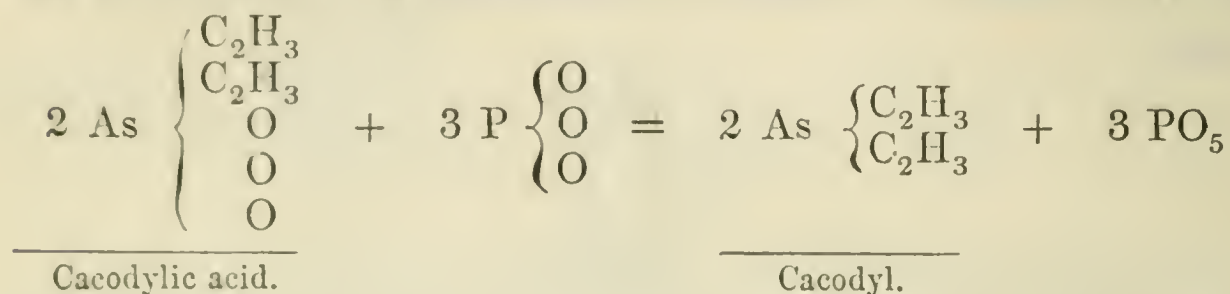 2 As { C₂H₃ C₂H₃ O O O + 3 P { O O O = 2 As { C₂H₃ C₂H₃ + 3 PO₅
Cacodylic acid. Cacodyl.